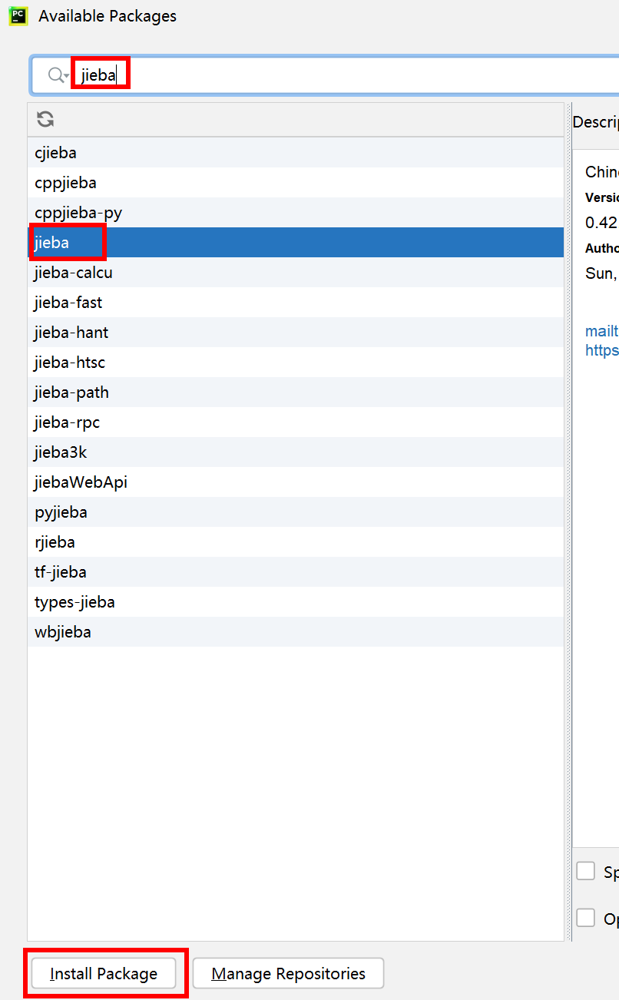 PC
Available Packages
jieba
Descrip
cjieba
cppjieba
cppjieba-py
jieba
jieba-calcu
jieba-fast
jieba-hant
jieba-htsc
jieba-path
jieba-rpc
jieba3k
jiebaWebApi
pyjieba
rjieba
tf-jieba
types-jieba
wbjieba
Chine
Versio
0.42
Autho
Sun,
mailt
https
Sp
Op
Install Package
Manage Repositories